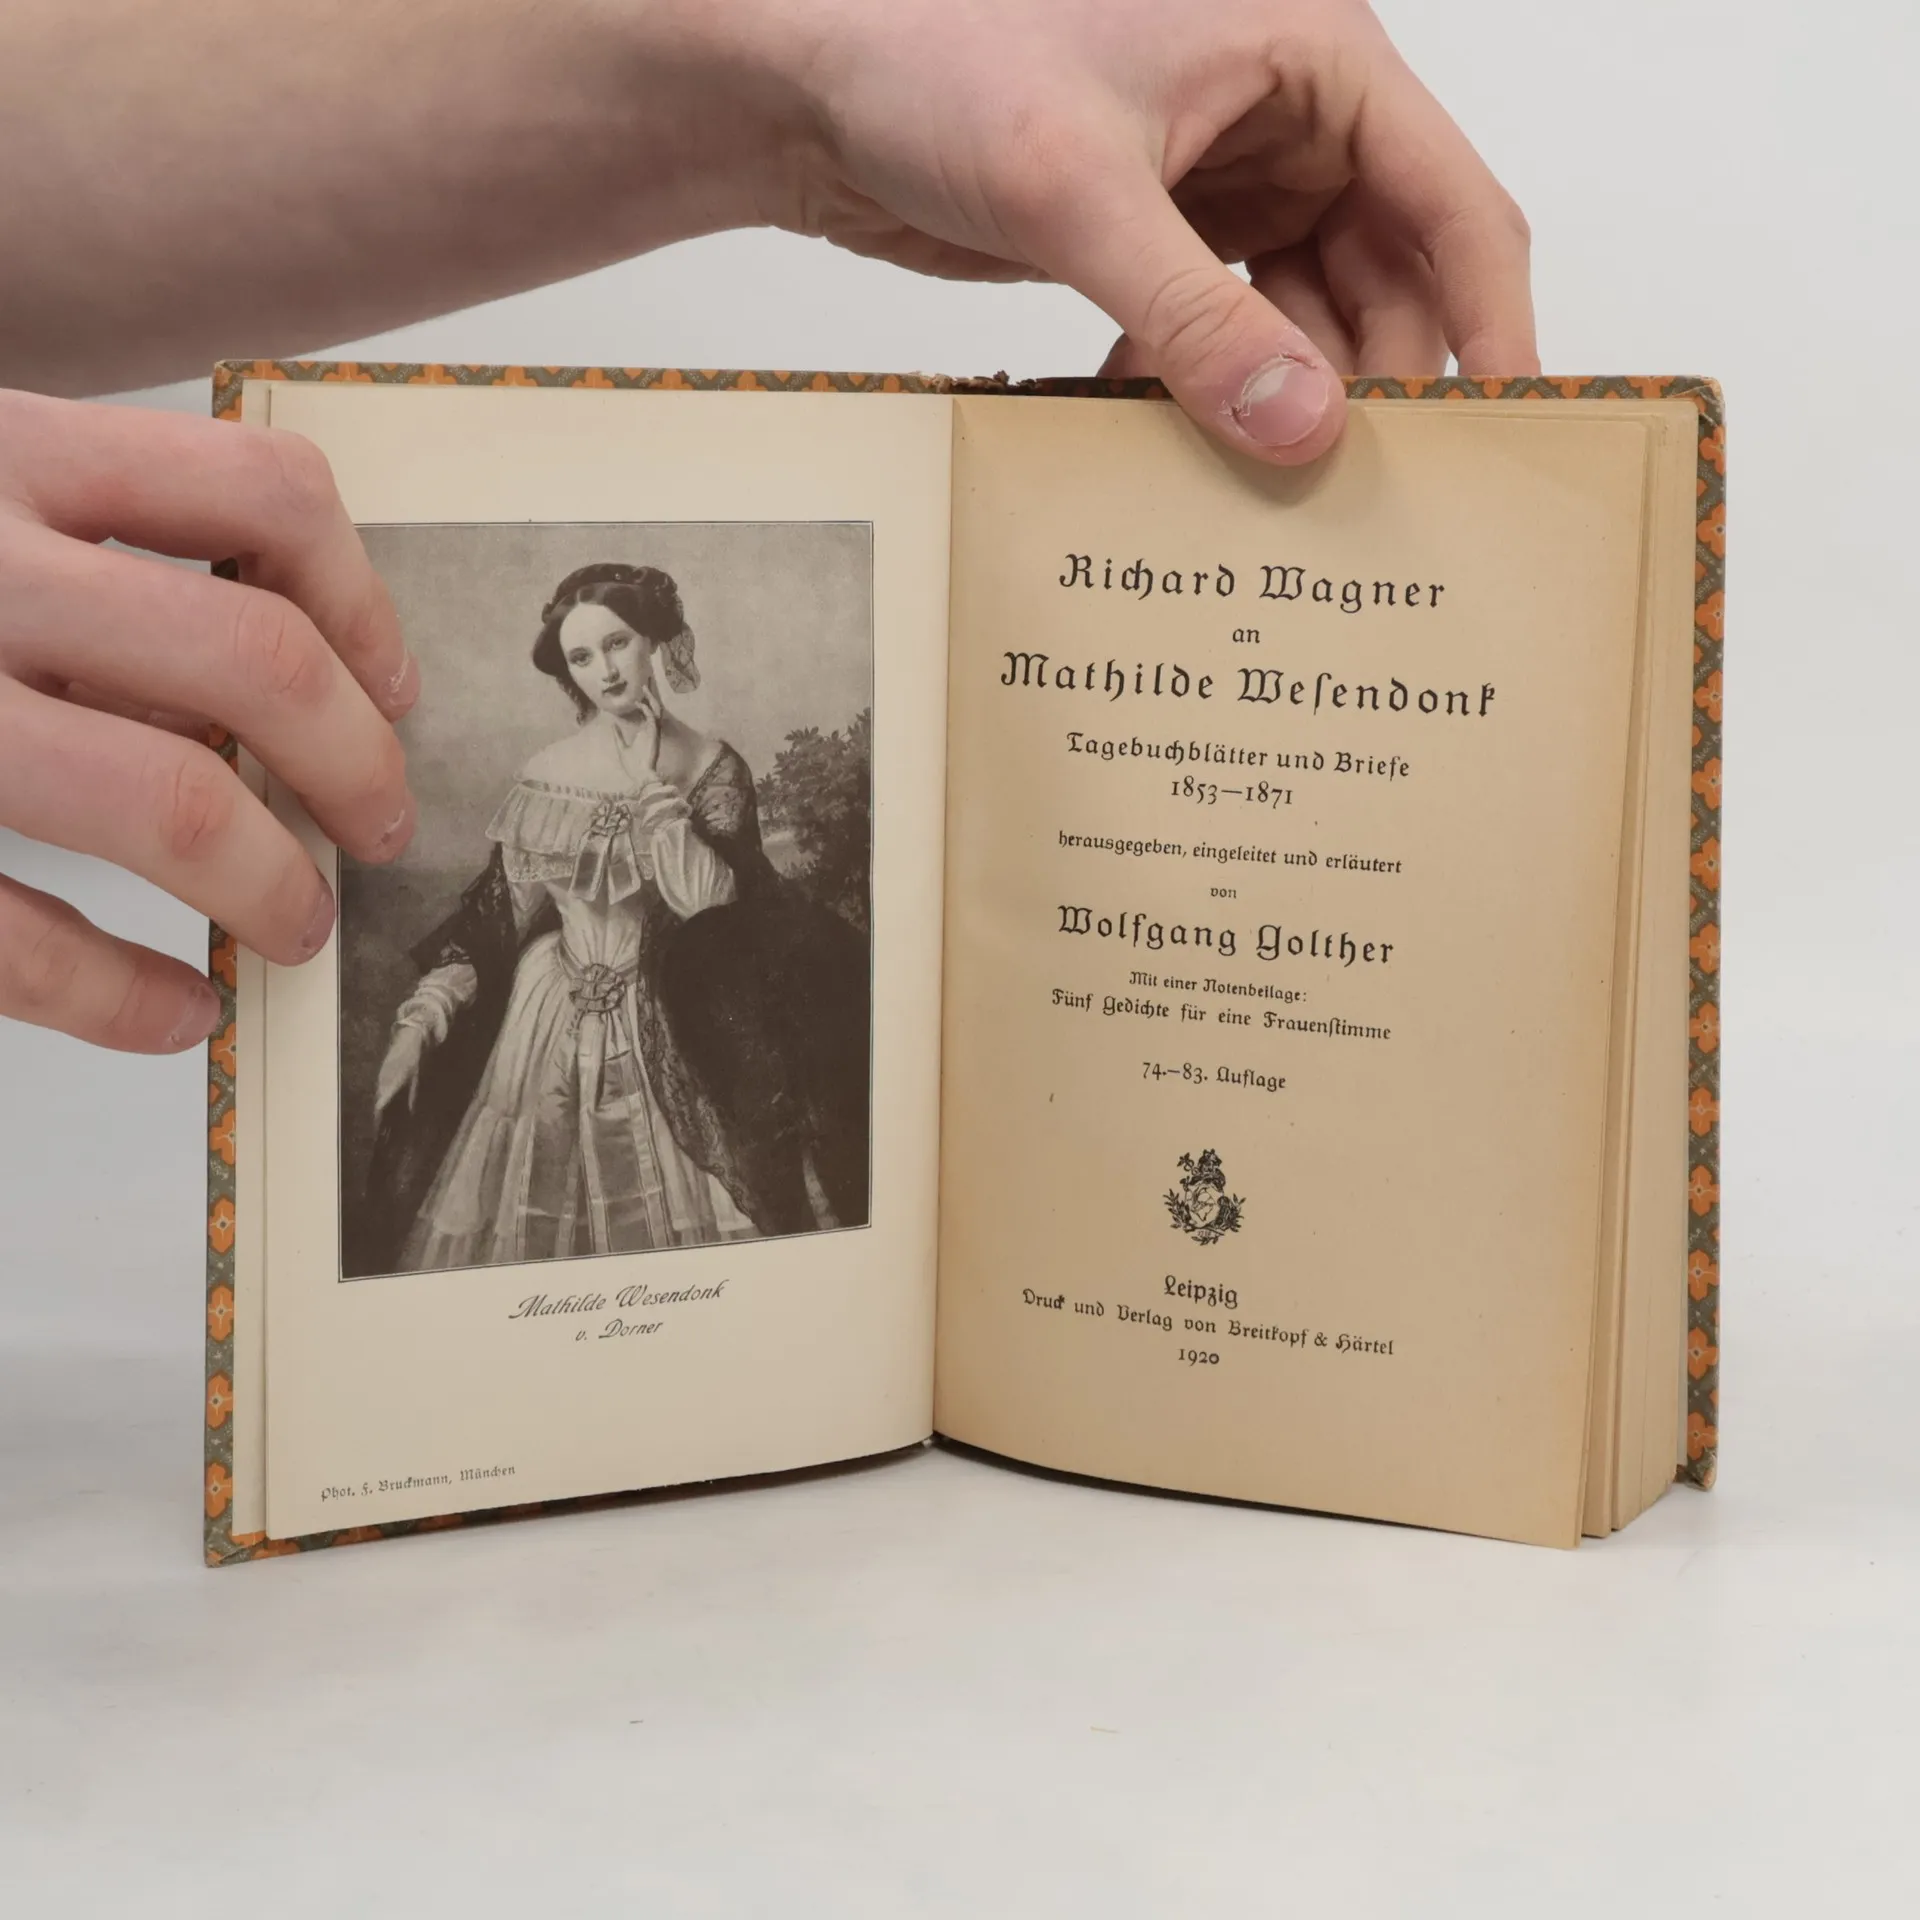 Mathilde Wesendonk
v. Dorner
Phot. F. Bruckmann, München
Richard Wagner
an
Mathilde Weſendonk
Tagebuchblätter und Briefe
1853—1871
herausgegeben, eingeleitet und erläutert
von
Wolfgang Golther
Mit einer Notenbeilage:
Fünf Gedichte für eine Frauenſtimme
74.—83. Auflage
Leipzig
Druck und Verlag von Breitkopf & Härtel
1920